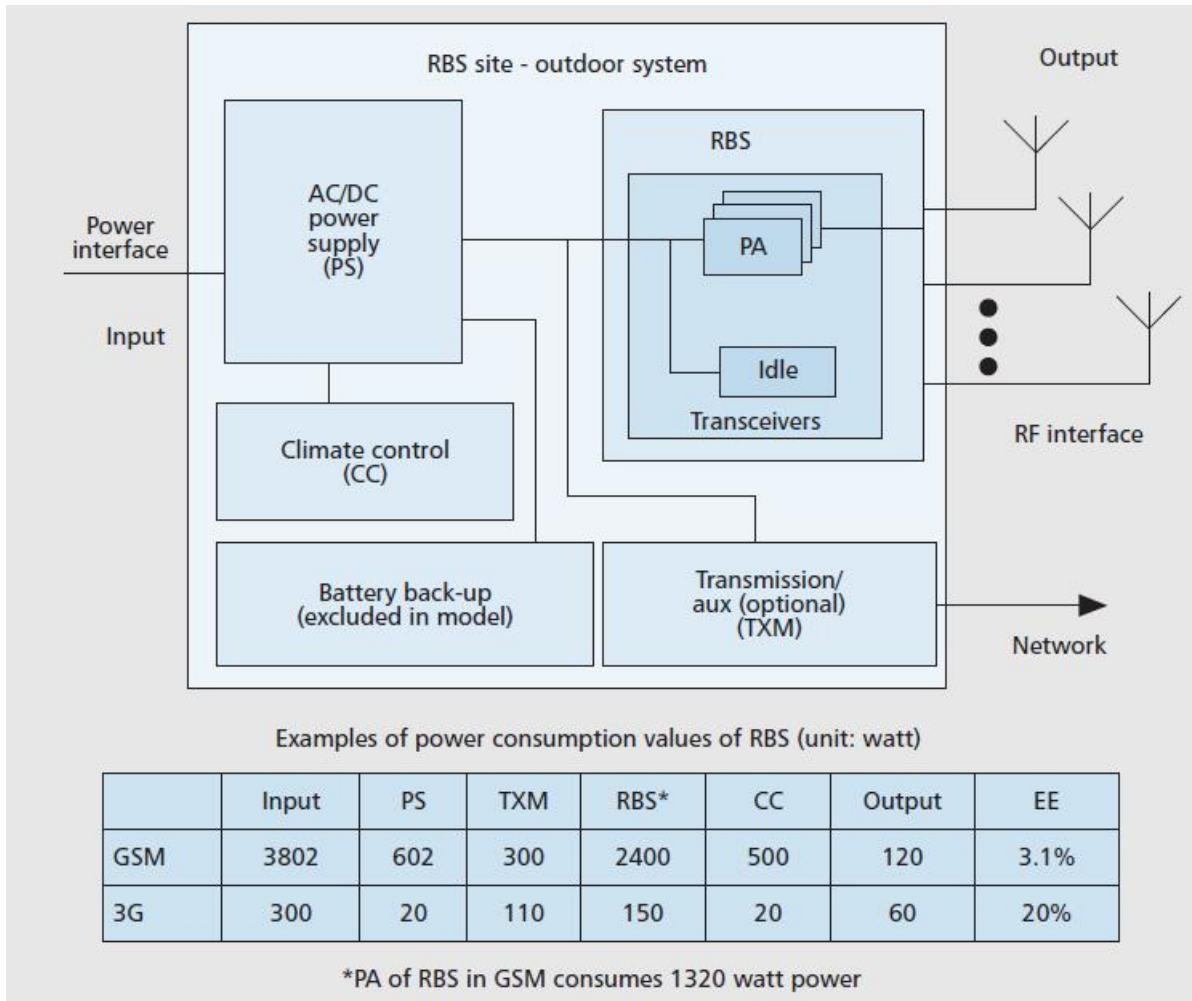 RBS site - outdoor system
Output
AC/DC
power
supply
(PS)
RBS
PA
Idle
Transceivers
Power
interface
Input
Climate control
(CC)
RF interface
Battery back-up
(excluded in model)
Transmission/
aux (optional)
(TXM)
Network
Examples of power consumption values of RBS (unit: watt)
Input PS TXM RBS* CC Output EE
GSM 3802 602 300 2400 500 120 3.1%
3G 300 20 110 150 20 60 20%
*PA of RBS in GSM consumes 1320 watt power